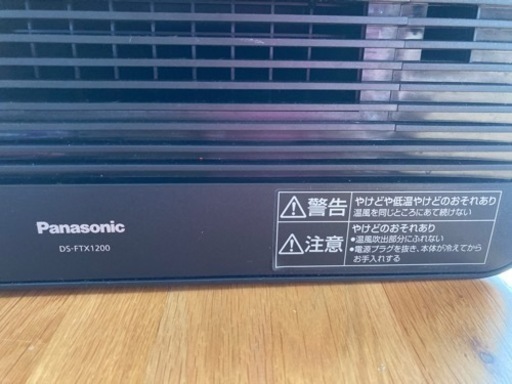 Panasonic
DS-FTX1200
警告
やけどや低温やけどのおそれあり
温風を同じところにあて続けない
注意
やけどのおそれあり
●温風吹出部分にふれない
●電源プラグを抜き、本体が冷えてから
お手入れする